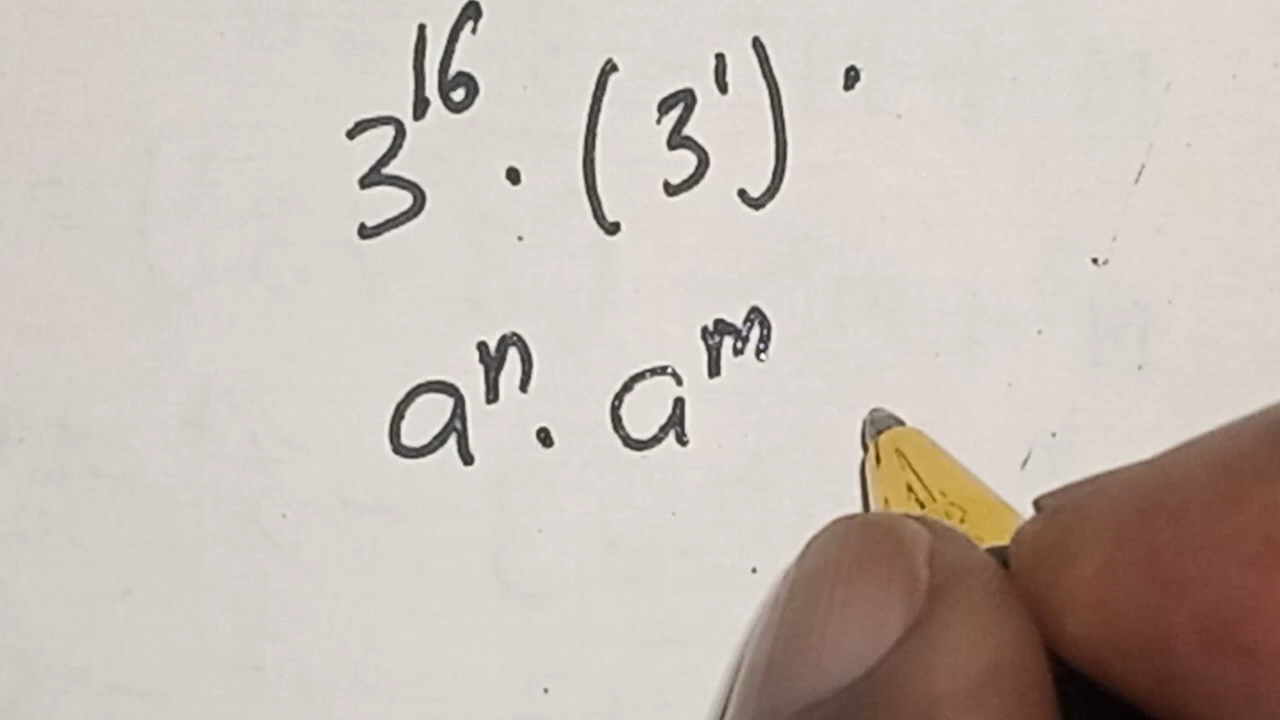 3¹⁶ · (3¹) ·
aⁿ · aᵐ